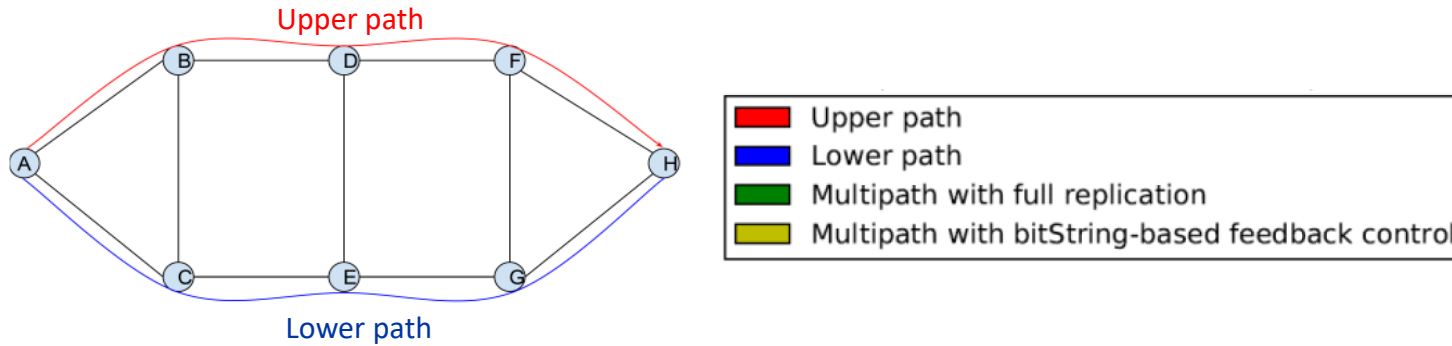 Upper path
B
D
F
A
H
C
E
G
Lower path
Upper path
Lower path
Multipath with full replication
Multipath with bitString-based feedback control